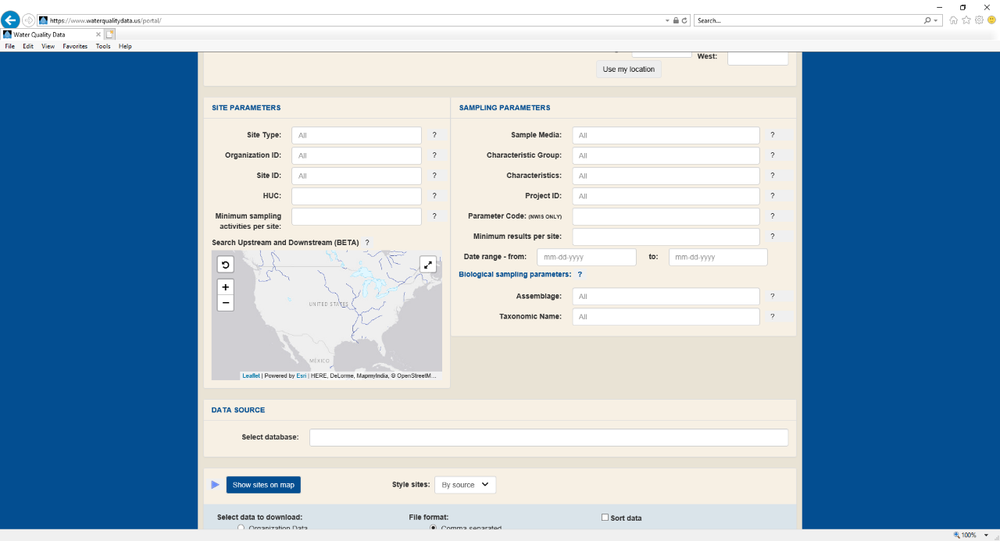 https://www.waterqualitydata.us/portal/
Search...
Water Quality Data
File Edit View Favorites Tools Help
West:
Use my location
SITE PARAMETERS
SAMPLING PARAMETERS
Site Type: All ?
Sample Media: All ?
Organization ID: All ?
Characteristic Group: All ?
Site ID: All ?
Characteristics: All ?
HUC: ?
Project ID: All ?
Minimum sampling
activities per site: ?
Parameter Code: (NWIS ONLY) ?
Minimum results per site: ?
Search Upstream and Downstream (BETA) ?
Date range - from: mm-dd-yyyy to: mm-dd-yyyy
Biological sampling parameters: ?
Assemblage: All ?
Taxonomic Name: All ?
+
−
UNITED STATES
MÉXICO
Leaflet | Powered by Esri | HERE, DeLorme, MapmyIndia, © OpenStreetM...
DATA SOURCE
Select database:
Show sites on map
Style sites: By source
Select data to download:
File format:
Sort data
Organization Data
Comma separated
100%